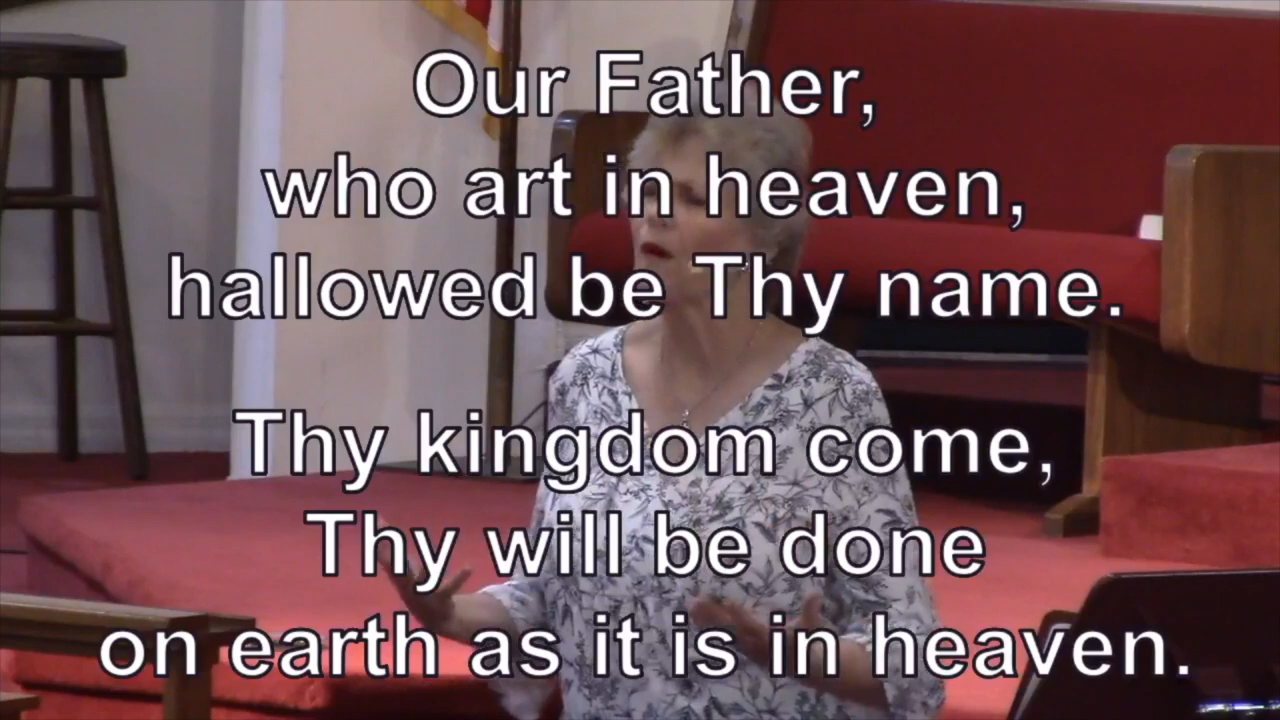 Our Father,
who art in heaven,
hallowed be Thy name.
Thy kingdom come,
Thy will be done
on earth as it is in heaven.